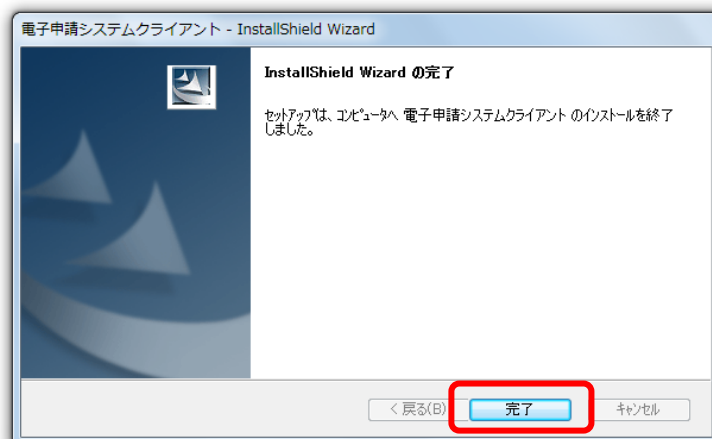 電子申請システムクライアント - InstallShield Wizard
InstallShield Wizard の完了
ｾｯﾄｱｯﾌﾟは、ｺﾝﾋﾟｭｰﾀへ 電子申請システムクライアント のｲﾝｽﾄｰﾙを終了
しました。
< 戻る(B)
完了
ｷｬﾝｾﾙ